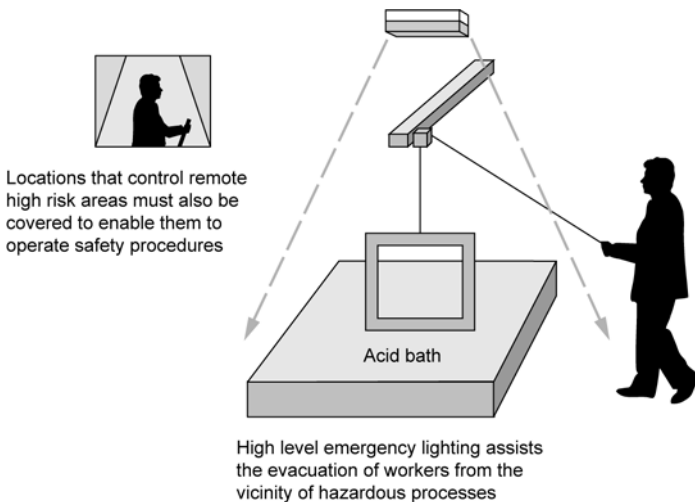 Locations that control remote
high risk areas must also be
covered to enable them to
operate safety procedures
Acid bath
High level emergency lighting assists
the evacuation of workers from the
vicinity of hazardous processes